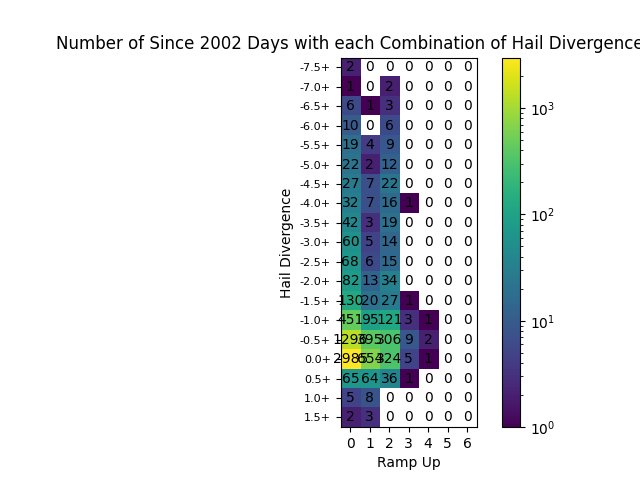 Number of Since 2002 Days with each Combination of Hail Divergence
-7.5+ 2 0 0 0 0 0 0
-7.0+ 1 0 2 0 0 0 0
-6.5+ 6 1 3 0 0 0 0
-6.0+ 10 0 6 0 0 0 0
-5.5+ 19 4 9 0 0 0 0
-5.0+ 22 2 12 0 0 0 0
-4.5+ 27 7 22 0 0 0 0
-4.0+ 32 7 16 1 0 0 0
-3.5+ 42 3 19 0 0 0 0
-3.0+ 60 5 14 0 0 0 0
-2.5+ 68 6 15 0 0 0 0
-2.0+ 82 13 34 0 0 0 0
-1.5+ 130 20 27 1 0 0 0
-1.0+ 451 195 121 3 1 0 0
-0.5+ 306 9 2 0 0
0.0+ 654 324 5 1 0 0
0.5+ 65 64 36 1 0 0 0
1.0+ 5 8 0 0 0 0 0
1.5+ 2 3 0 0 0 0 0
0 1 2 3 4 5 6
Ramp Up
Hail Divergence
10³
10²
10¹
10⁰